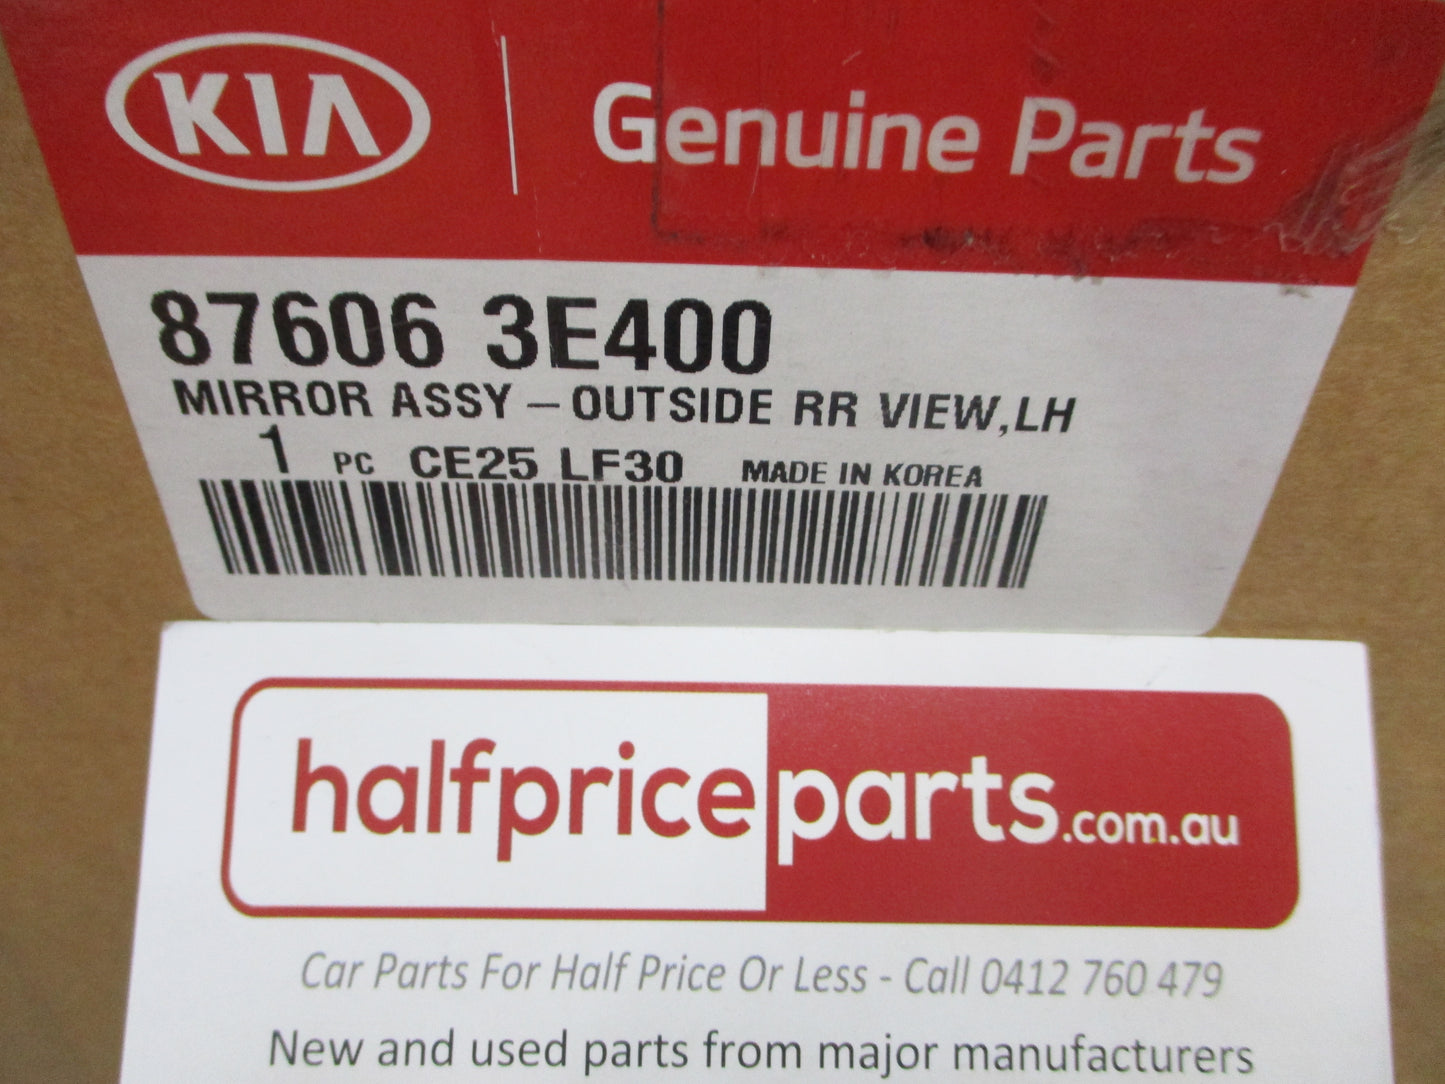 KIA Genuine Parts
87606 3E400
MIRROR ASSY – OUTSIDE RR VIEW,LH
1 PC CE25 LF30 MADE IN KOREA
halfpriceparts.com.au
Car Parts For Half Price Or Less - Call 0412 760 479
New and used parts from major manufacturers